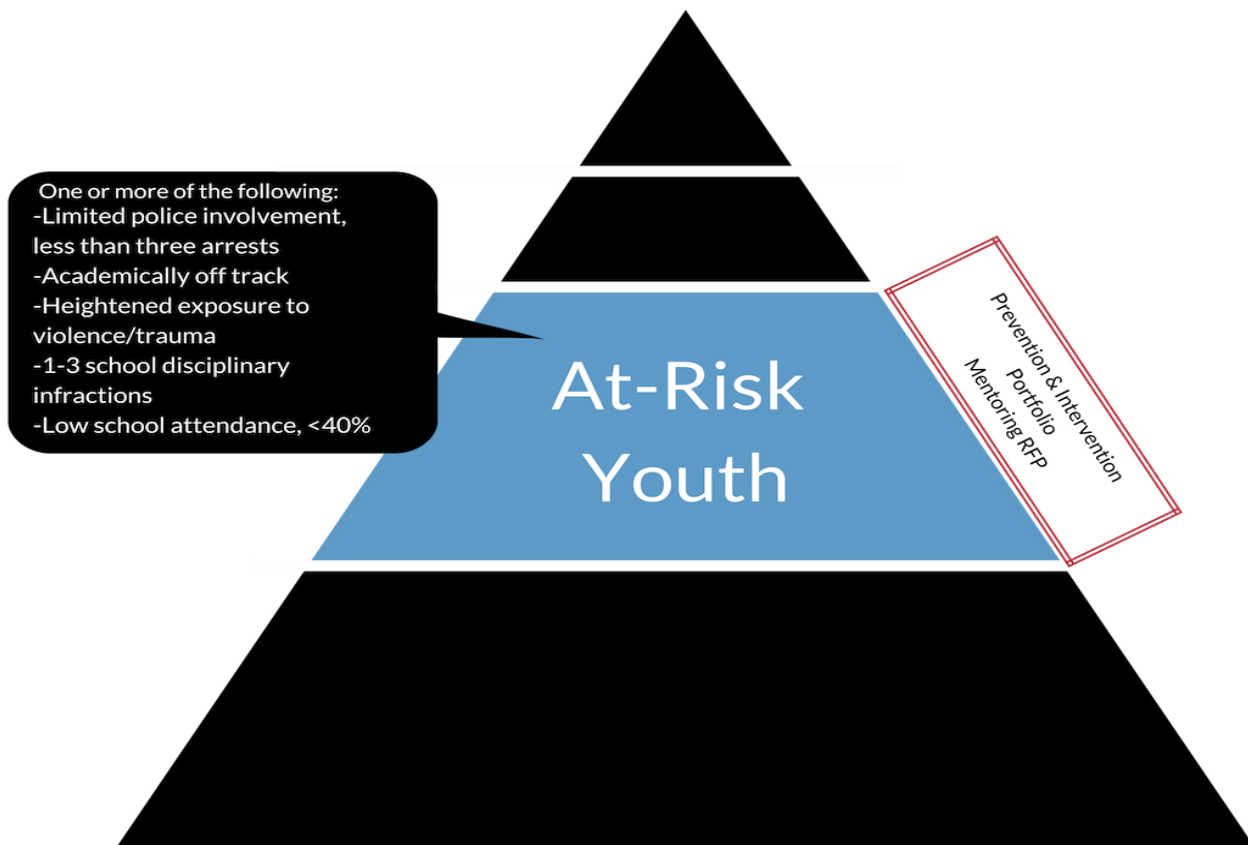 One or more of the following:
-Limited police involvement,
less than three arrests
-Academically off track
-Heightened exposure to
violence/trauma
-1-3 school disciplinary
infractions
-Low school attendance, <40%
At-Risk
Youth
Prevention & Intervention
Portfolio
Mentoring RFP